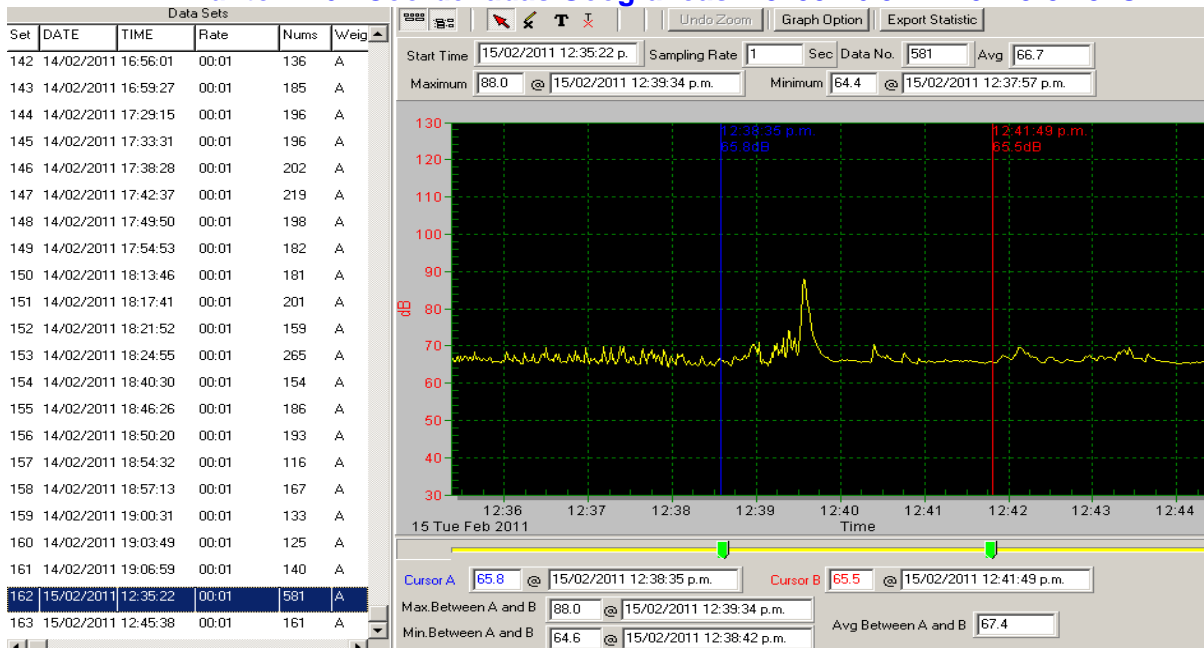 Data Sets
Set DATE TIME Rate Nums Weig
142 14/02/2011 16:56:01 00:01 136 A
143 14/02/2011 16:59:27 00:01 185 A
144 14/02/2011 17:29:15 00:01 196 A
145 14/02/2011 17:33:31 00:01 196 A
146 14/02/2011 17:38:28 00:01 202 A
147 14/02/2011 17:42:37 00:01 219 A
148 14/02/2011 17:49:50 00:01 198 A
149 14/02/2011 17:54:53 00:01 182 A
150 14/02/2011 18:13:46 00:01 181 A
151 14/02/2011 18:17:41 00:01 201 A
152 14/02/2011 18:21:52 00:01 159 A
153 14/02/2011 18:24:55 00:01 265 A
154 14/02/2011 18:40:30 00:01 154 A
155 14/02/2011 18:46:26 00:01 186 A
156 14/02/2011 18:50:20 00:01 193 A
157 14/02/2011 18:54:32 00:01 116 A
158 14/02/2011 18:57:13 00:01 167 A
159 14/02/2011 19:00:31 00:01 133 A
160 14/02/2011 19:03:49 00:01 125 A
161 14/02/2011 19:06:59 00:01 140 A
162 15/02/2011 12:35:22 00:01 581 A
163 15/02/2011 12:45:38 00:01 161 A
T T Undo Zoom Graph Option Export Statistic
Start Time 15/02/2011 12:35:22 p. Sampling Rate 1 Sec Data No. 581 Avg 66.7
Maximum 88.0 @ 15/02/2011 12:39:34 p.m. Minimum 64.4 @ 15/02/2011 12:37:57 p.m.
12:38:35 p.m. 12:41:49 p.m.
65.8dB 65.5dB
130
120
110
100
90
dB
80
70
60
50
40
30
12:36 12:37 12:38 12:39 12:40 12:41 12:42 12:43 12:44
15 Tue Feb 2011 Time
Cursor A 65.8 @ 15/02/2011 12:38:35 p.m. Cursor B 65.5 @ 15/02/2011 12:41:49 p.m.
Max.Between A and B 88.0 @ 15/02/2011 12:39:34 p.m.
Min.Between A and B 64.6 @ 15/02/2011 12:38:42 p.m.
Avg Between A and B 67.4